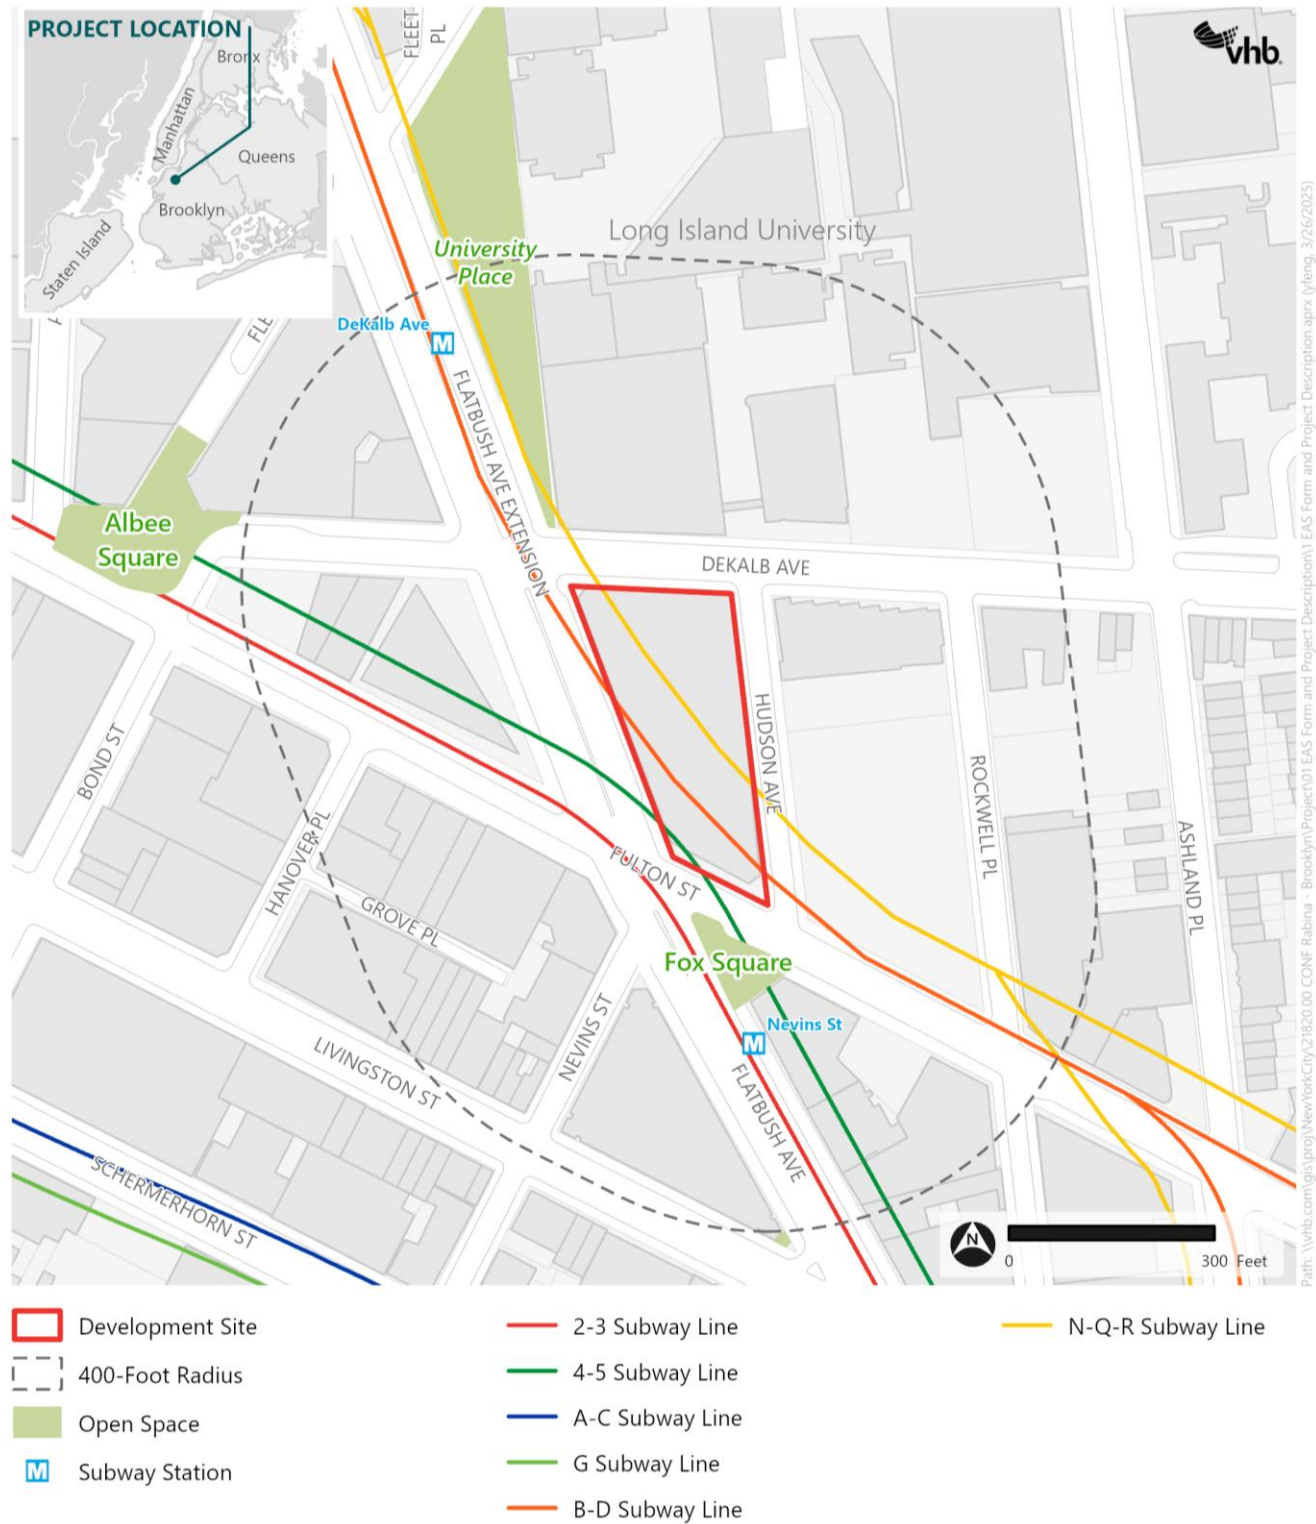 PROJECT LOCATION
Bronx
Manhattan
Queens
Brooklyn
Staten Island
FLEET
PL
vhb.
Long Island University
University
Place
DeKalb Ave
M
FLE
FLATBUSH AVE EXTENSION
Albee
Square
DEKALB AVE
BOND ST
HANOVER PL
GROVE PL
HUDSON AVE
ROCKWELL PL
ASHLAND PL
FULTON ST
Fox Square
Nevins St
M
NEVINS ST
LIVINGSTON ST
FLATBUSH AVE
SCHERMERHORN ST
N
0
300 Feet
Development Site
400-Foot Radius
Open Space
M
Subway Station
2-3 Subway Line
4-5 Subway Line
A-C Subway Line
G Subway Line
B-D Subway Line
N-Q-R Subway Line